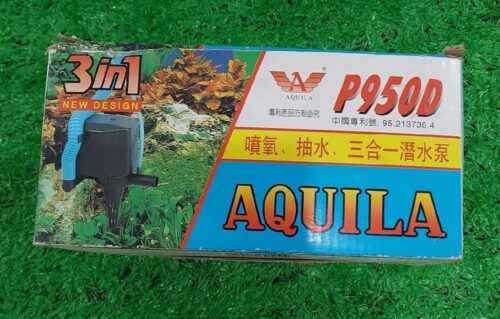 3in1
NEW DESIGN
A
AQUILA
P950D
專利產品仿制必究
中國專利號: 95.213736.4
噴氧、抽水、三合一潛水泵
AQUILA